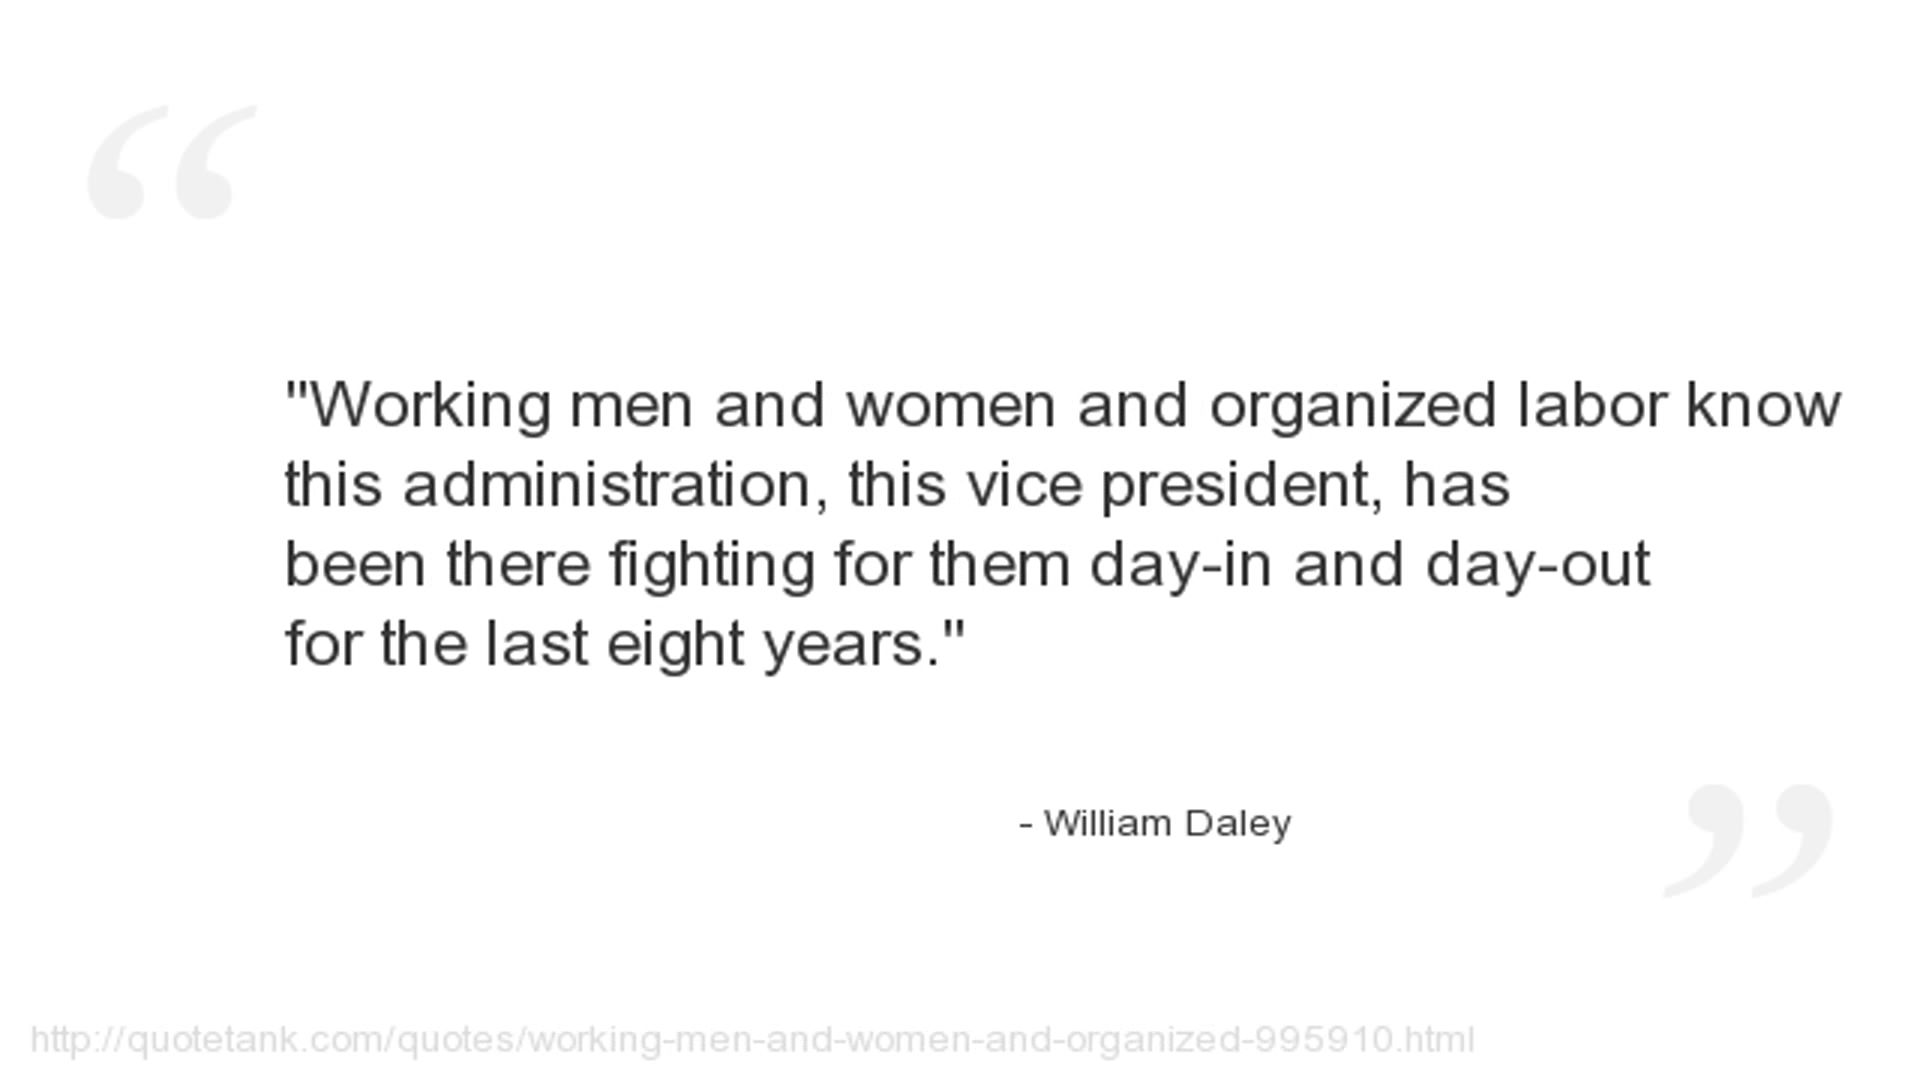 "Working men and women and organized labor know
this administration, this vice president, has
been there fighting for them day-in and day-out
for the last eight years."
- William Daley
http://quotetank.com/quotes/working-men-and-women-and-organized-995910.html